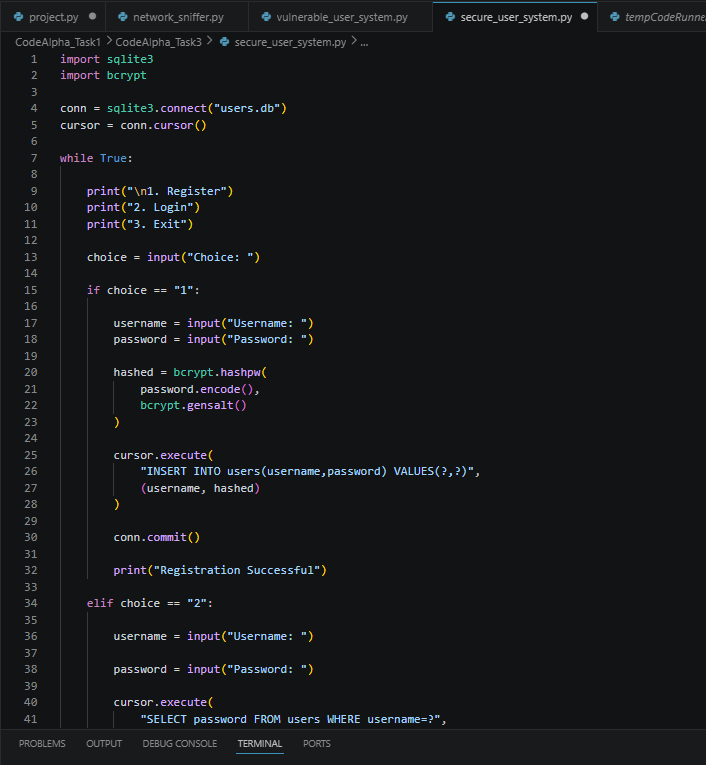 project.py
network_sniffer.py
vulnerable_user_system.py
secure_user_system.py
tempCodeRunne
CodeAlpha_Task1 > CodeAlpha_Task3 > secure_user_system.py > ...
1 import sqlite3
2 import bcrypt
3
4 conn = sqlite3.connect("users.db")
5 cursor = conn.cursor()
6
7 while True:
8
9     print("\n1. Register")
10     print("2. Login")
11     print("3. Exit")
12
13     choice = input("Choice: ")
14
15     if choice == "1":
16
17         username = input("Username: ")
18         password = input("Password: ")
19
20         hashed = bcrypt.hashpw(
21             password.encode(),
22             bcrypt.gensalt()
23         )
24
25         cursor.execute(
26             "INSERT INTO users(username,password) VALUES(?,?)",
27             (username, hashed)
28         )
29
30         conn.commit()
31
32         print("Registration Successful")
33
34     elif choice == "2":
35
36         username = input("Username: ")
37
38         password = input("Password: ")
39
40         cursor.execute(
41             "SELECT password FROM users WHERE username=?",
PROBLEMS OUTPUT DEBUG CONSOLE TERMINAL PORTS